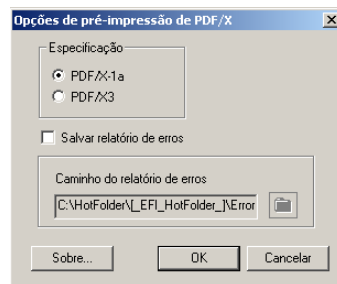 Opções de pré-impressão de PDF/X
Especificação
PDF/X-1a
PDF/X3
Salvar relatório de erros
Caminho do relatório de erros
C:\HotFolder\[_EFI_HotFolder_]\Error
Sobre... OK Cancelar